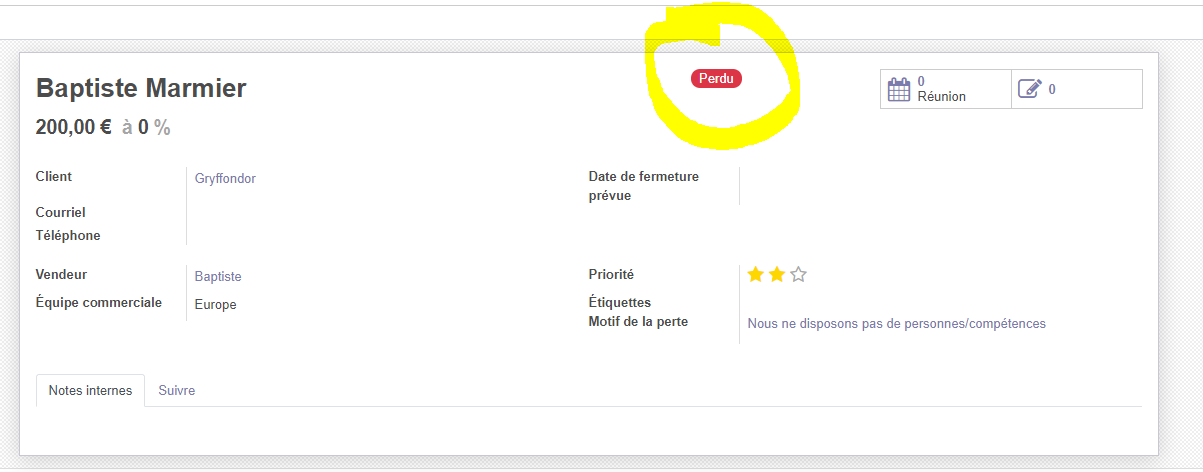 Perdu
Baptiste Marmier
0
Réunion
0
200,00 € à 0 %
Client
Gryffondor
Date de fermeture
prévue
Courriel
Téléphone
Vendeur
Baptiste
Priorité
Équipe commerciale
Europe
Étiquettes
Motif de la perte
Nous ne disposons pas de personnes/compétences
Notes internes
Suivre